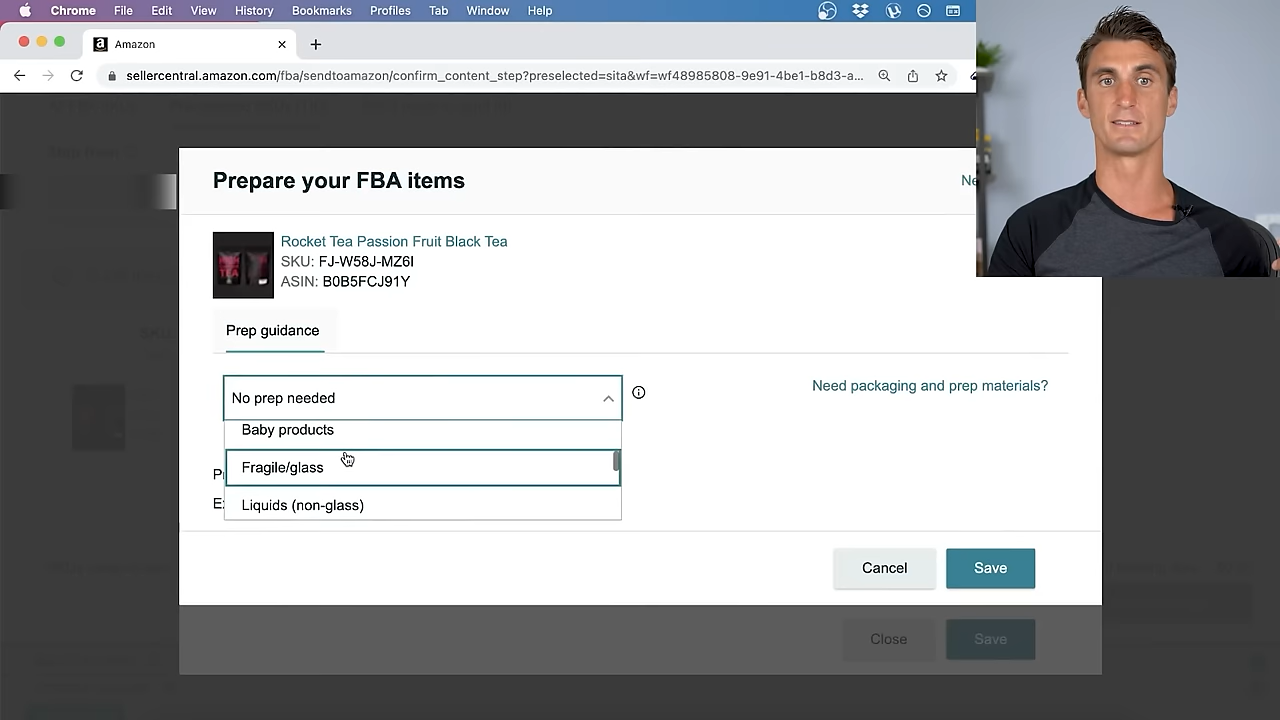 Chrome File Edit View History Bookmarks Profiles Tab Window Help
Amazon
sellercentral.amazon.com/fba/sendtoamazon/confirm_content_step?preselected=sita&wf=wf48985808-9e91-4be1-b8d3-a...
Prepare your FBA items
Ne
Rocket Tea Passion Fruit Black Tea
SKU: FJ-W58J-MZ6I
ASIN: B0B5FCJ91Y
Prep guidance
No prep needed
Need packaging and prep materials?
Baby products
Fragile/glass
Liquids (non-glass)
Cancel
Save
Close
Save